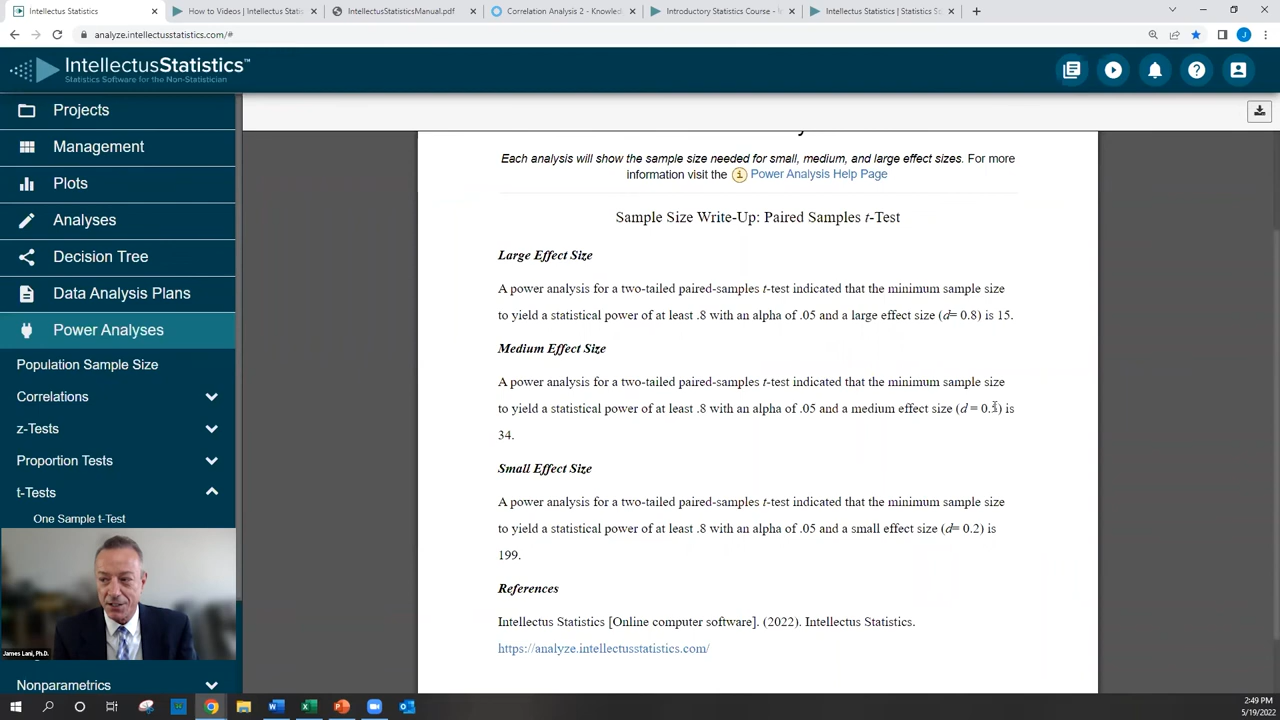 Intellectus Statistics
How to Videos | Intellectus Statis
IntellectusStatisticsManual.pdf
Correlation Analysis 2 - Knowled
Introductory Statistics Course - I
Intellectus Statistics | Statistics So
analyze.intellectusstatistics.com/#
J
IntellectusStatistics™
Statistics Software for the Non-Statistician
Projects
Management
Plots
Analyses
Decision Tree
Data Analysis Plans
Power Analyses
Population Sample Size
Correlations
z-Tests
Proportion Tests
t-Tests
One Sample t-Test
Nonparametrics
Each analysis will show the sample size needed for small, medium, and large effect sizes. For more
information visit the Power Analysis Help Page
Sample Size Write-Up: Paired Samples t-Test
Large Effect Size
A power analysis for a two-tailed paired-samples t-test indicated that the minimum sample size
to yield a statistical power of at least .8 with an alpha of .05 and a large effect size (d= 0.8) is 15.
Medium Effect Size
A power analysis for a two-tailed paired-samples t-test indicated that the minimum sample size
to yield a statistical power of at least .8 with an alpha of .05 and a medium effect size (d = is
34.
Small Effect Size
A power analysis for a two-tailed paired-samples t-test indicated that the minimum sample size
to yield a statistical power of at least .8 with an alpha of .05 and a small effect size (d= 0.2) is
199.
References
Intellectus Statistics [Online computer software]. (2022). Intellectus Statistics.
https://analyze.intellectusstatistics.com/
James Lani, Ph.D.
2:49 PM
5/19/2022